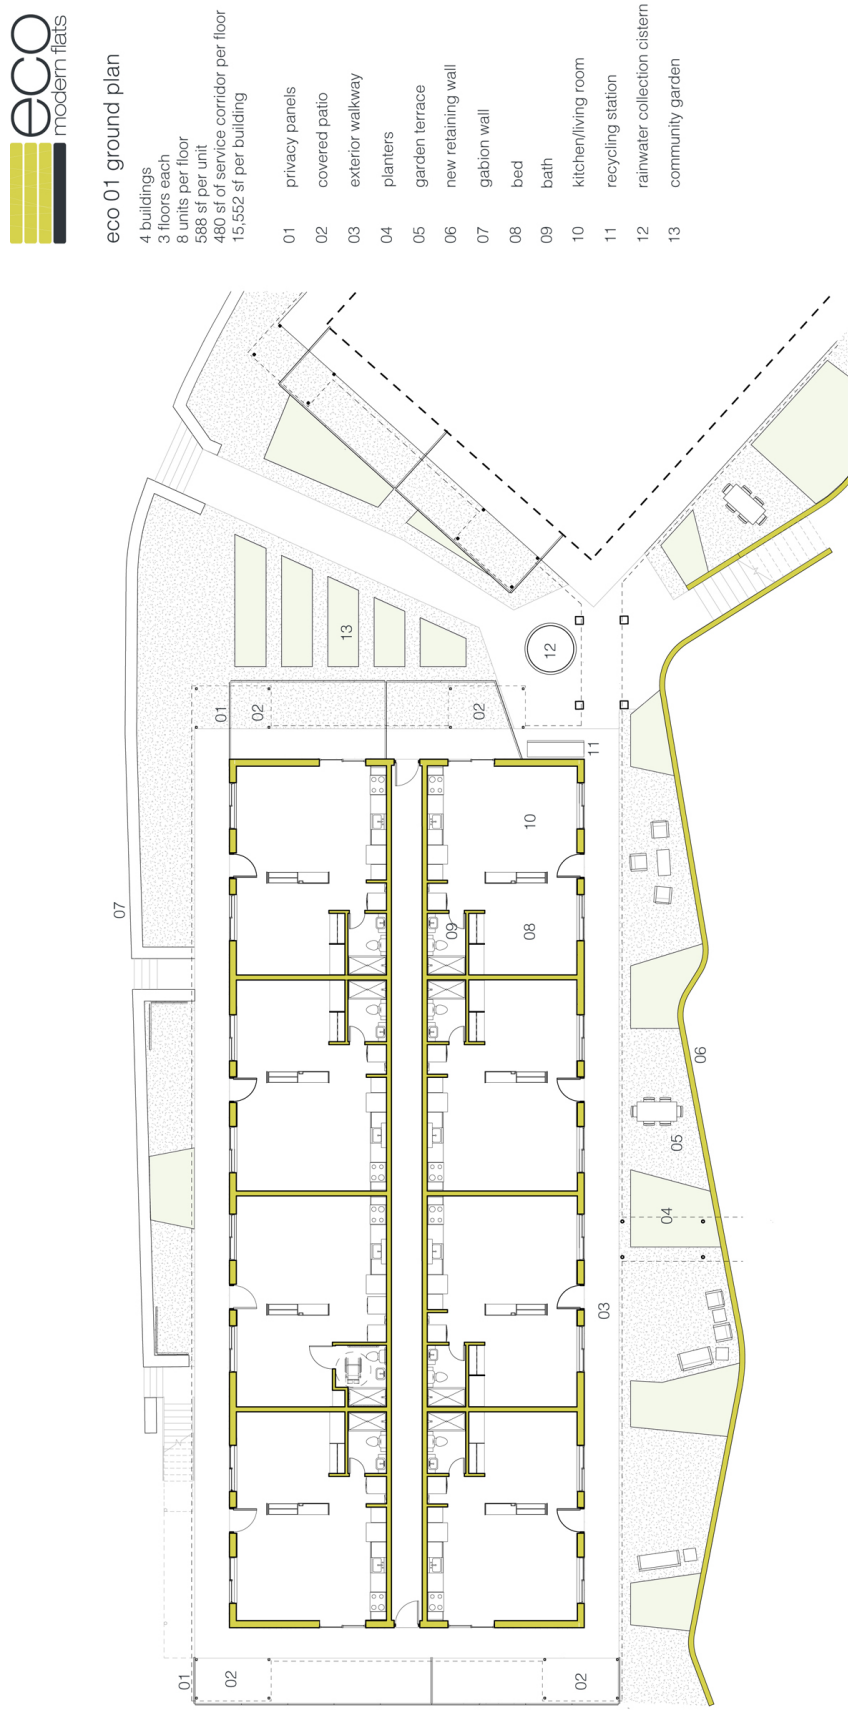 eco
modern flats
eco 01 ground plan
4 buildings
3 floors each
8 units per floor
588 sf per unit
480 sf of service corridor per floor
15,552 sf per building
01 privacy panels
02 covered patio
03 exterior walkway
04 planters
05 garden terrace
06 new retaining wall
07 gabion wall
08 bed
09 bath
10 kitchen/living room
11 recycling station
12 rainwater collection cistern
13 community garden
07
01
02
13
02
12
11
10
09
08
06
05
04
03
01
02
02